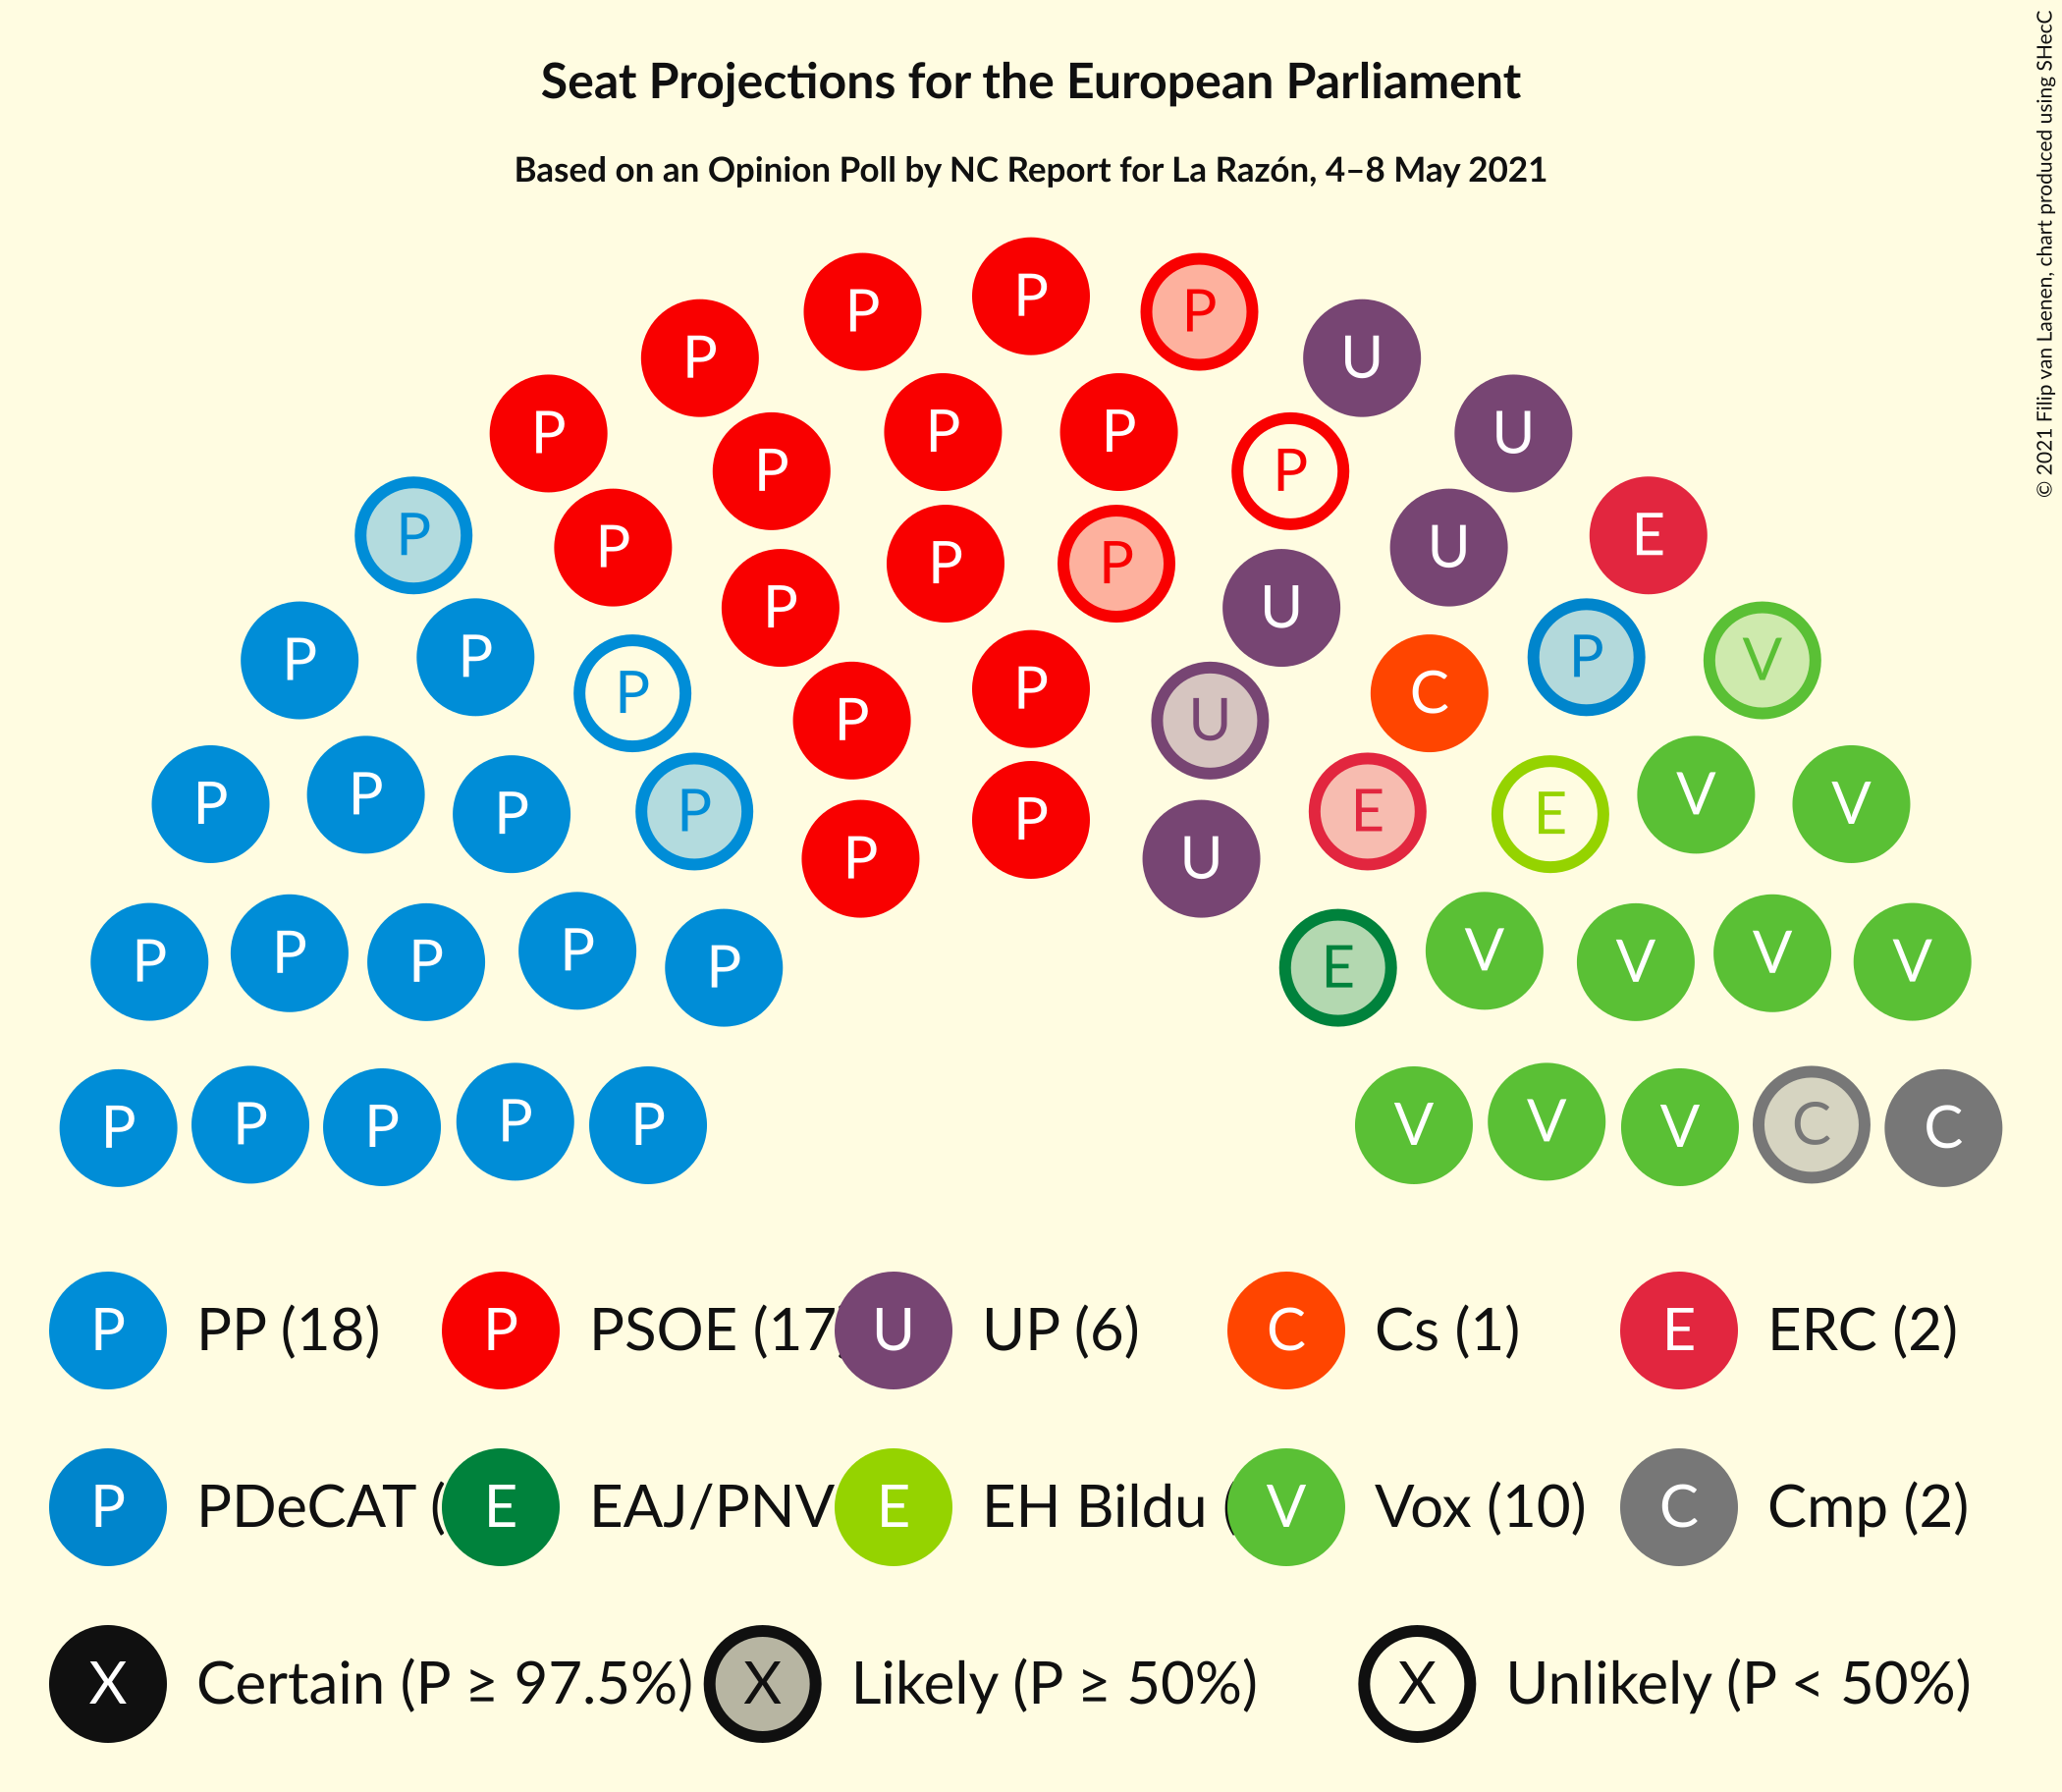 Seat Projections for the European Parliament
Based on an Opinion Poll by NC Report for La Razón, 4–8 May 2021
© 2021 Filip van Laenen, chart produced using SHecC
P
P P
P U
P P P U
P P
P P U E
P P
P U
P P P V
P P C
P U
P P P P P E E V V
P U
P P P P P E V V V V
P P P P P V V V C C
P PP (18) P PSOE (17 U UP (6) C Cs (1) E ERC (2)
P PDeCAT ( E EAJ/PNV E EH Bildu ( V Vox (10) C Cmp (2)
X Certain (P ≥ 97.5%) X Likely (P ≥ 50%) X Unlikely (P < 50%)